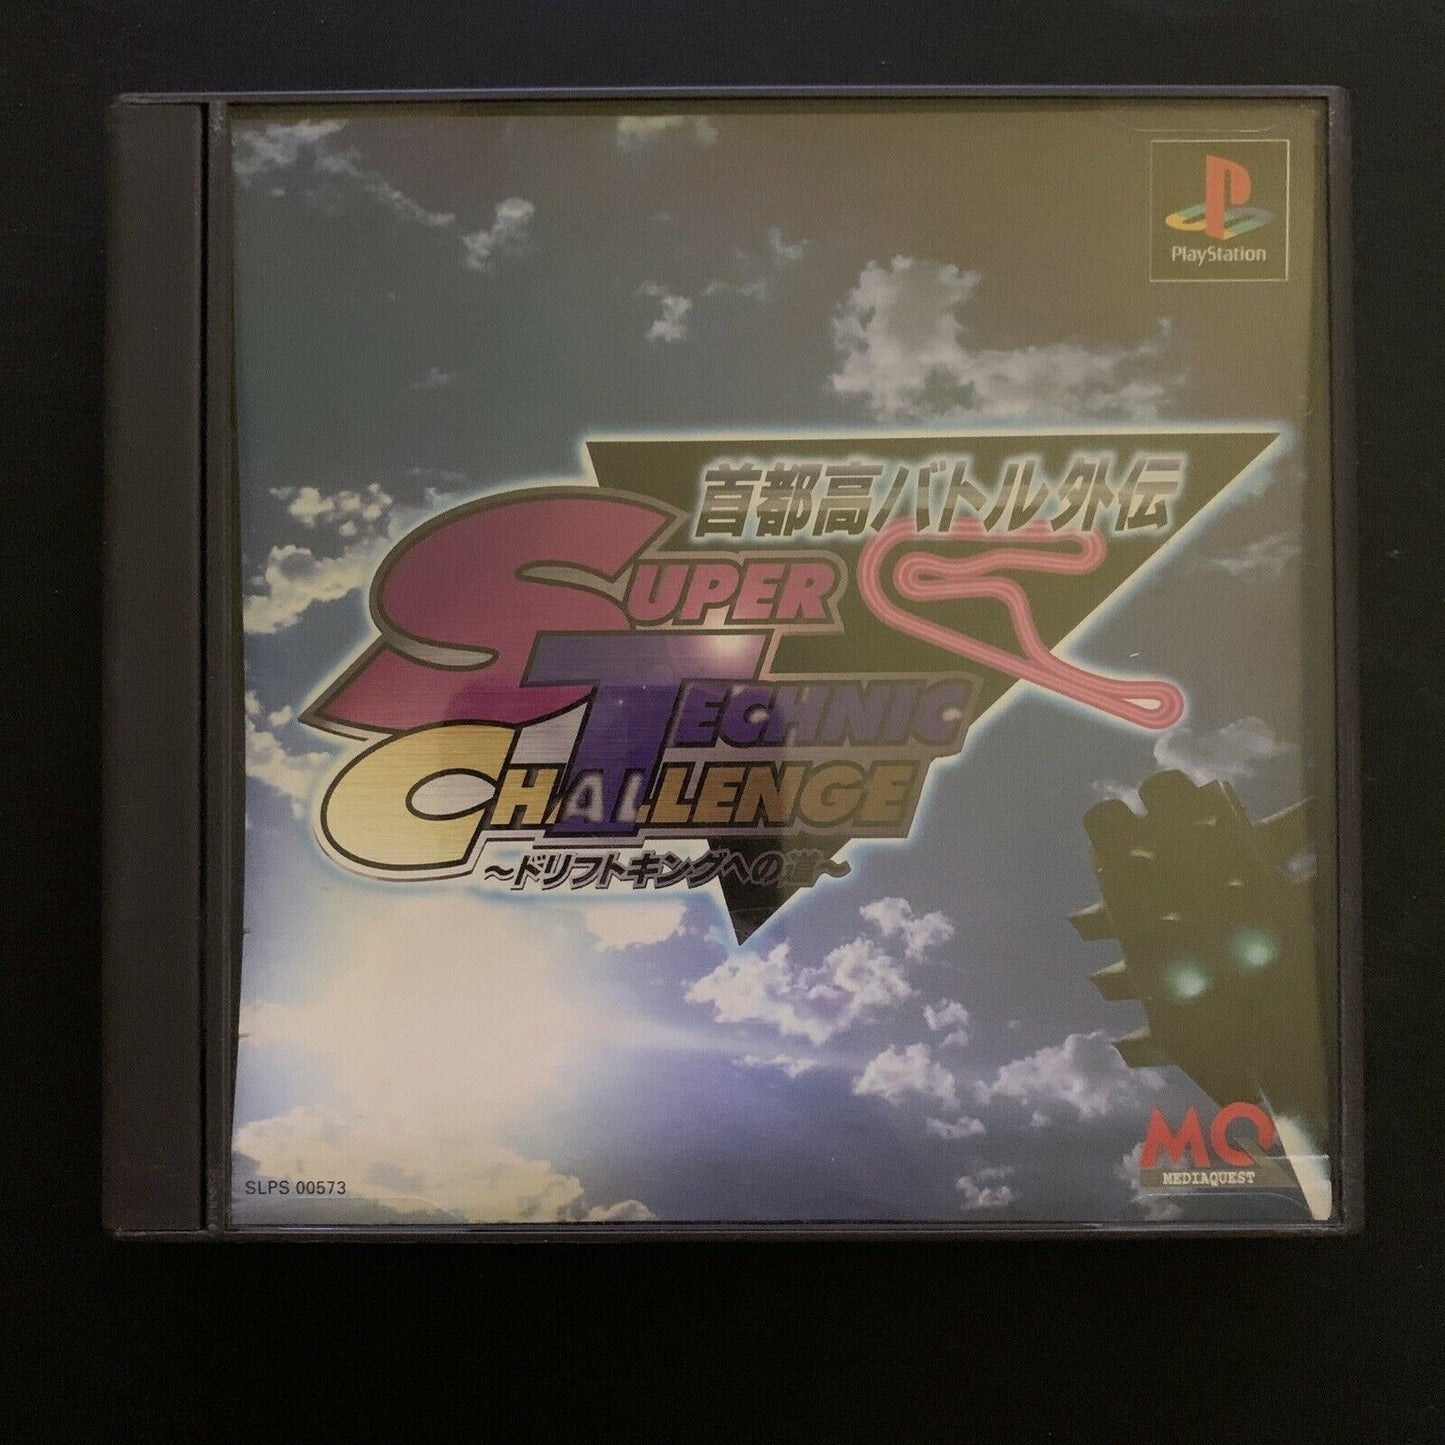 PlayStation
首都高バトル外伝
SUPER
TECHNIC
CHALLENGE
～ドリフトキングへの道～
MQ
MEDIAQUEST
SLPS 00573